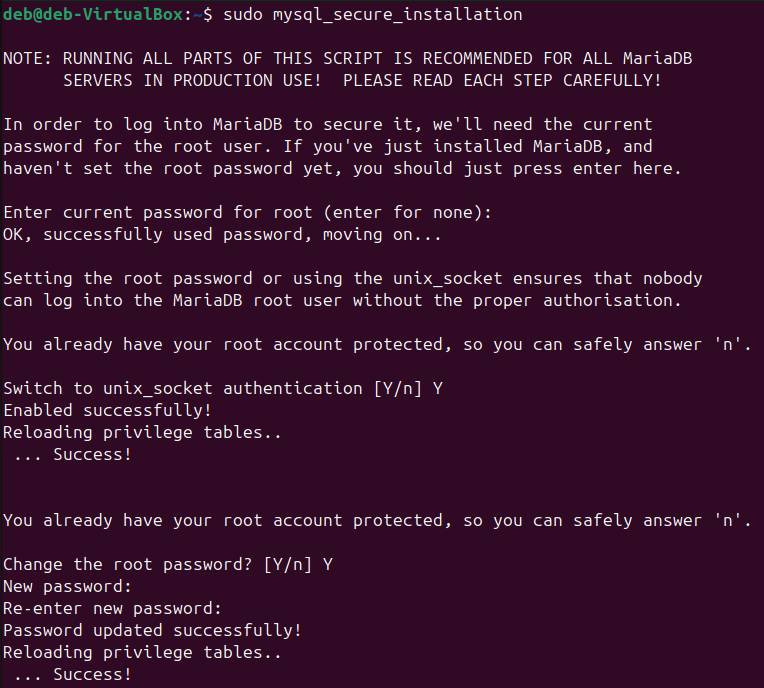 deb@deb-VirtualBox:~$ sudo mysql_secure_installation
NOTE: RUNNING ALL PARTS OF THIS SCRIPT IS RECOMMENDED FOR ALL MariaDB
SERVERS IN PRODUCTION USE!  PLEASE READ EACH STEP CAREFULLY!
In order to log into MariaDB to secure it, we'll need the current
password for the root user. If you've just installed MariaDB, and
haven't set the root password yet, you should just press enter here.
Enter current password for root (enter for none):
OK, successfully used password, moving on...
Setting the root password or using the unix_socket ensures that nobody
can log into the MariaDB root user without the proper authorisation.
You already have your root account protected, so you can safely answer 'n'.
Switch to unix_socket authentication [Y/n] Y
Enabled successfully!
Reloading privilege tables..
... Success!
You already have your root account protected, so you can safely answer 'n'.
Change the root password? [Y/n] Y
New password:
Re-enter new password:
Password updated successfully!
Reloading privilege tables..
... Success!